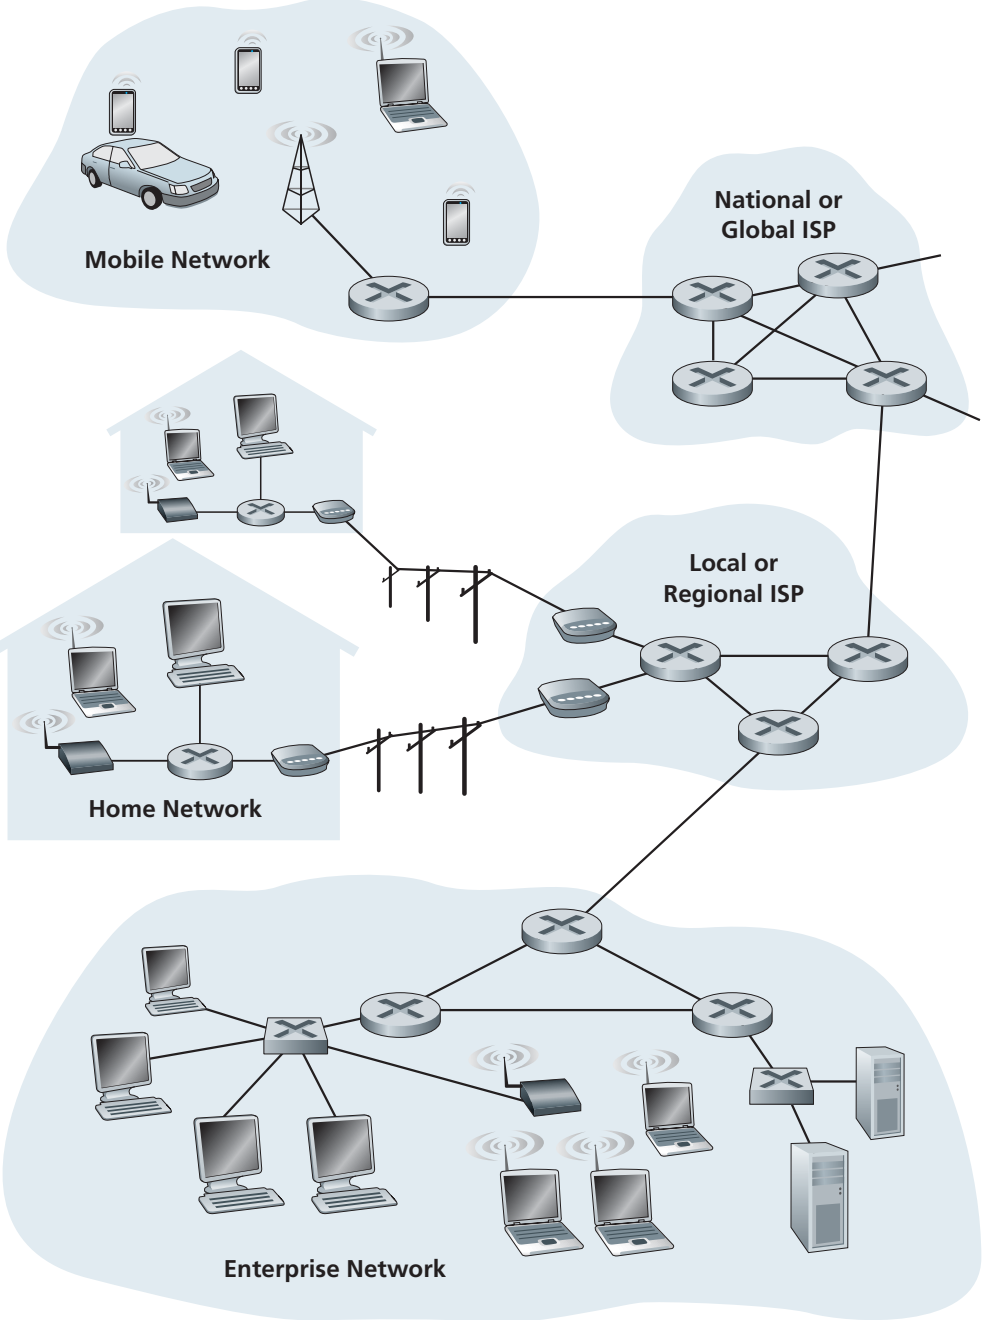 National or
Global ISP
Mobile Network
Local or
Regional ISP
Home Network
Enterprise Network